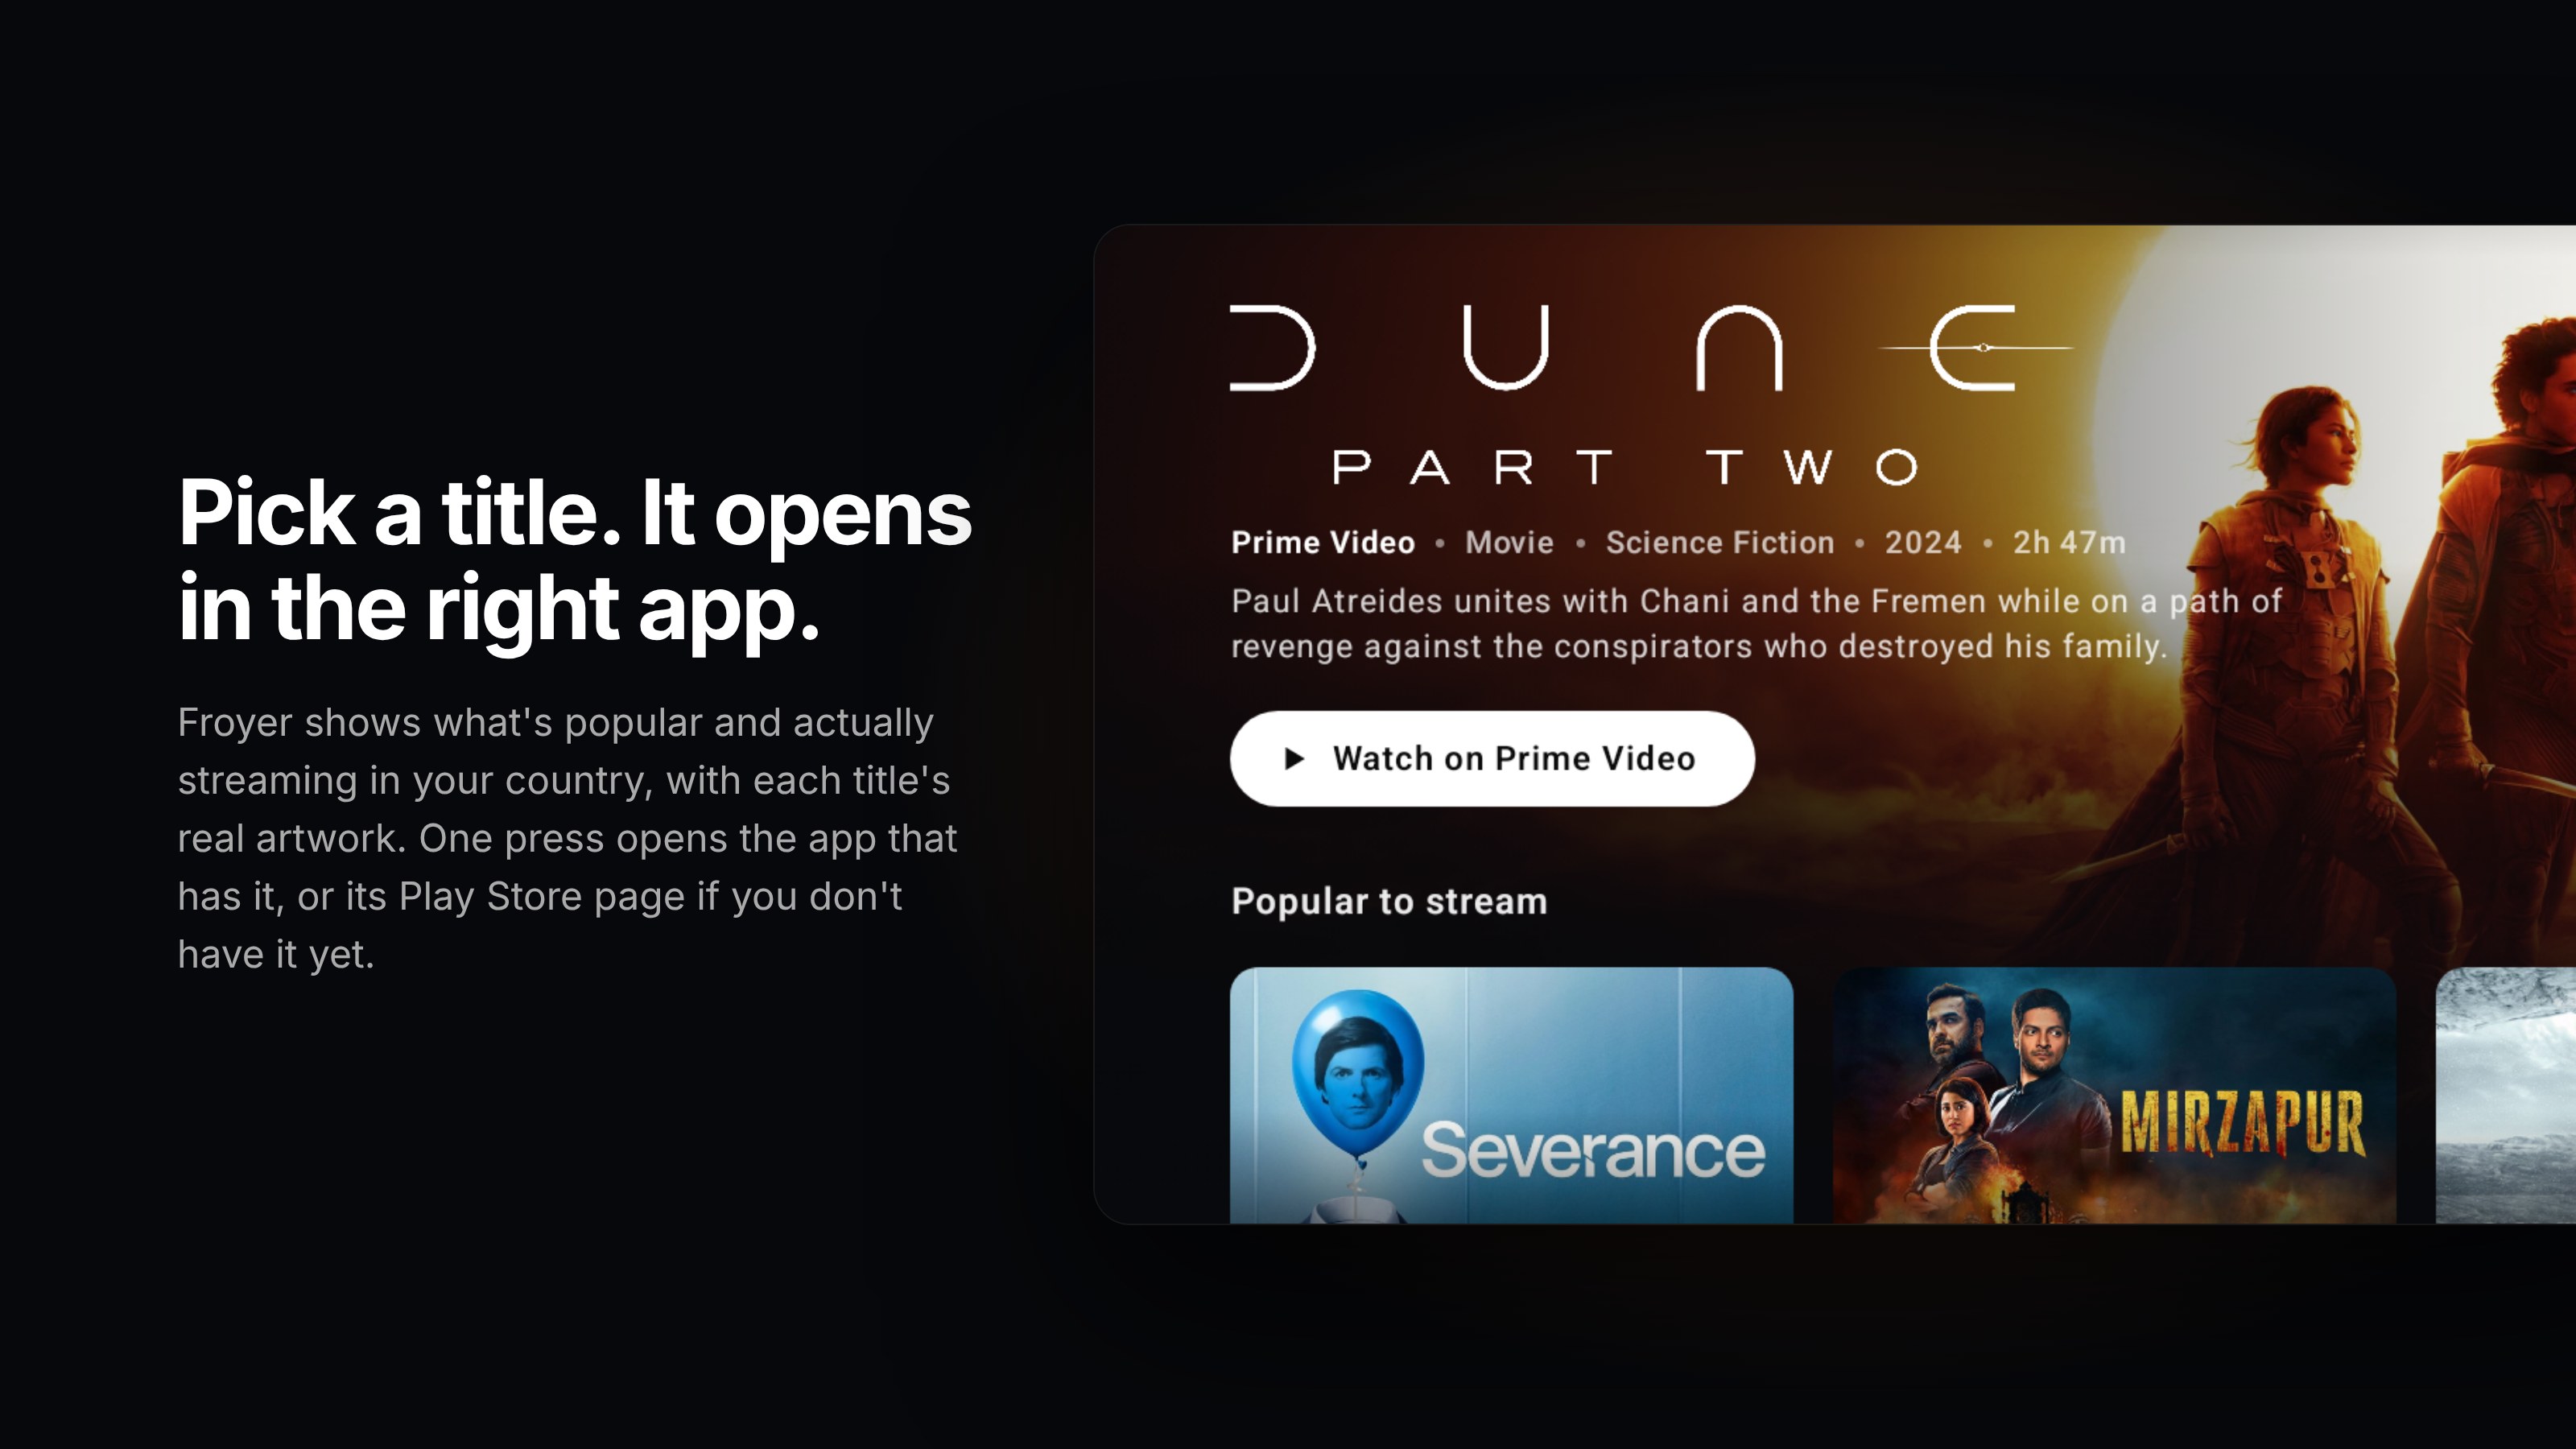 Pick a title. It opens
in the right app.
Froyer shows what's popular and actually
streaming in your country, with each title's
real artwork. One press opens the app that
has it, or its Play Store page if you don't
have it yet.
DUNE
PART TWO
Prime Video • Movie • Science Fiction • 2024 • 2h 47m
Paul Atreides unites with Chani and the Fremen while on a path of
revenge against the conspirators who destroyed his family.
Watch on Prime Video
Popular to stream
Severance
MIRZAPUR